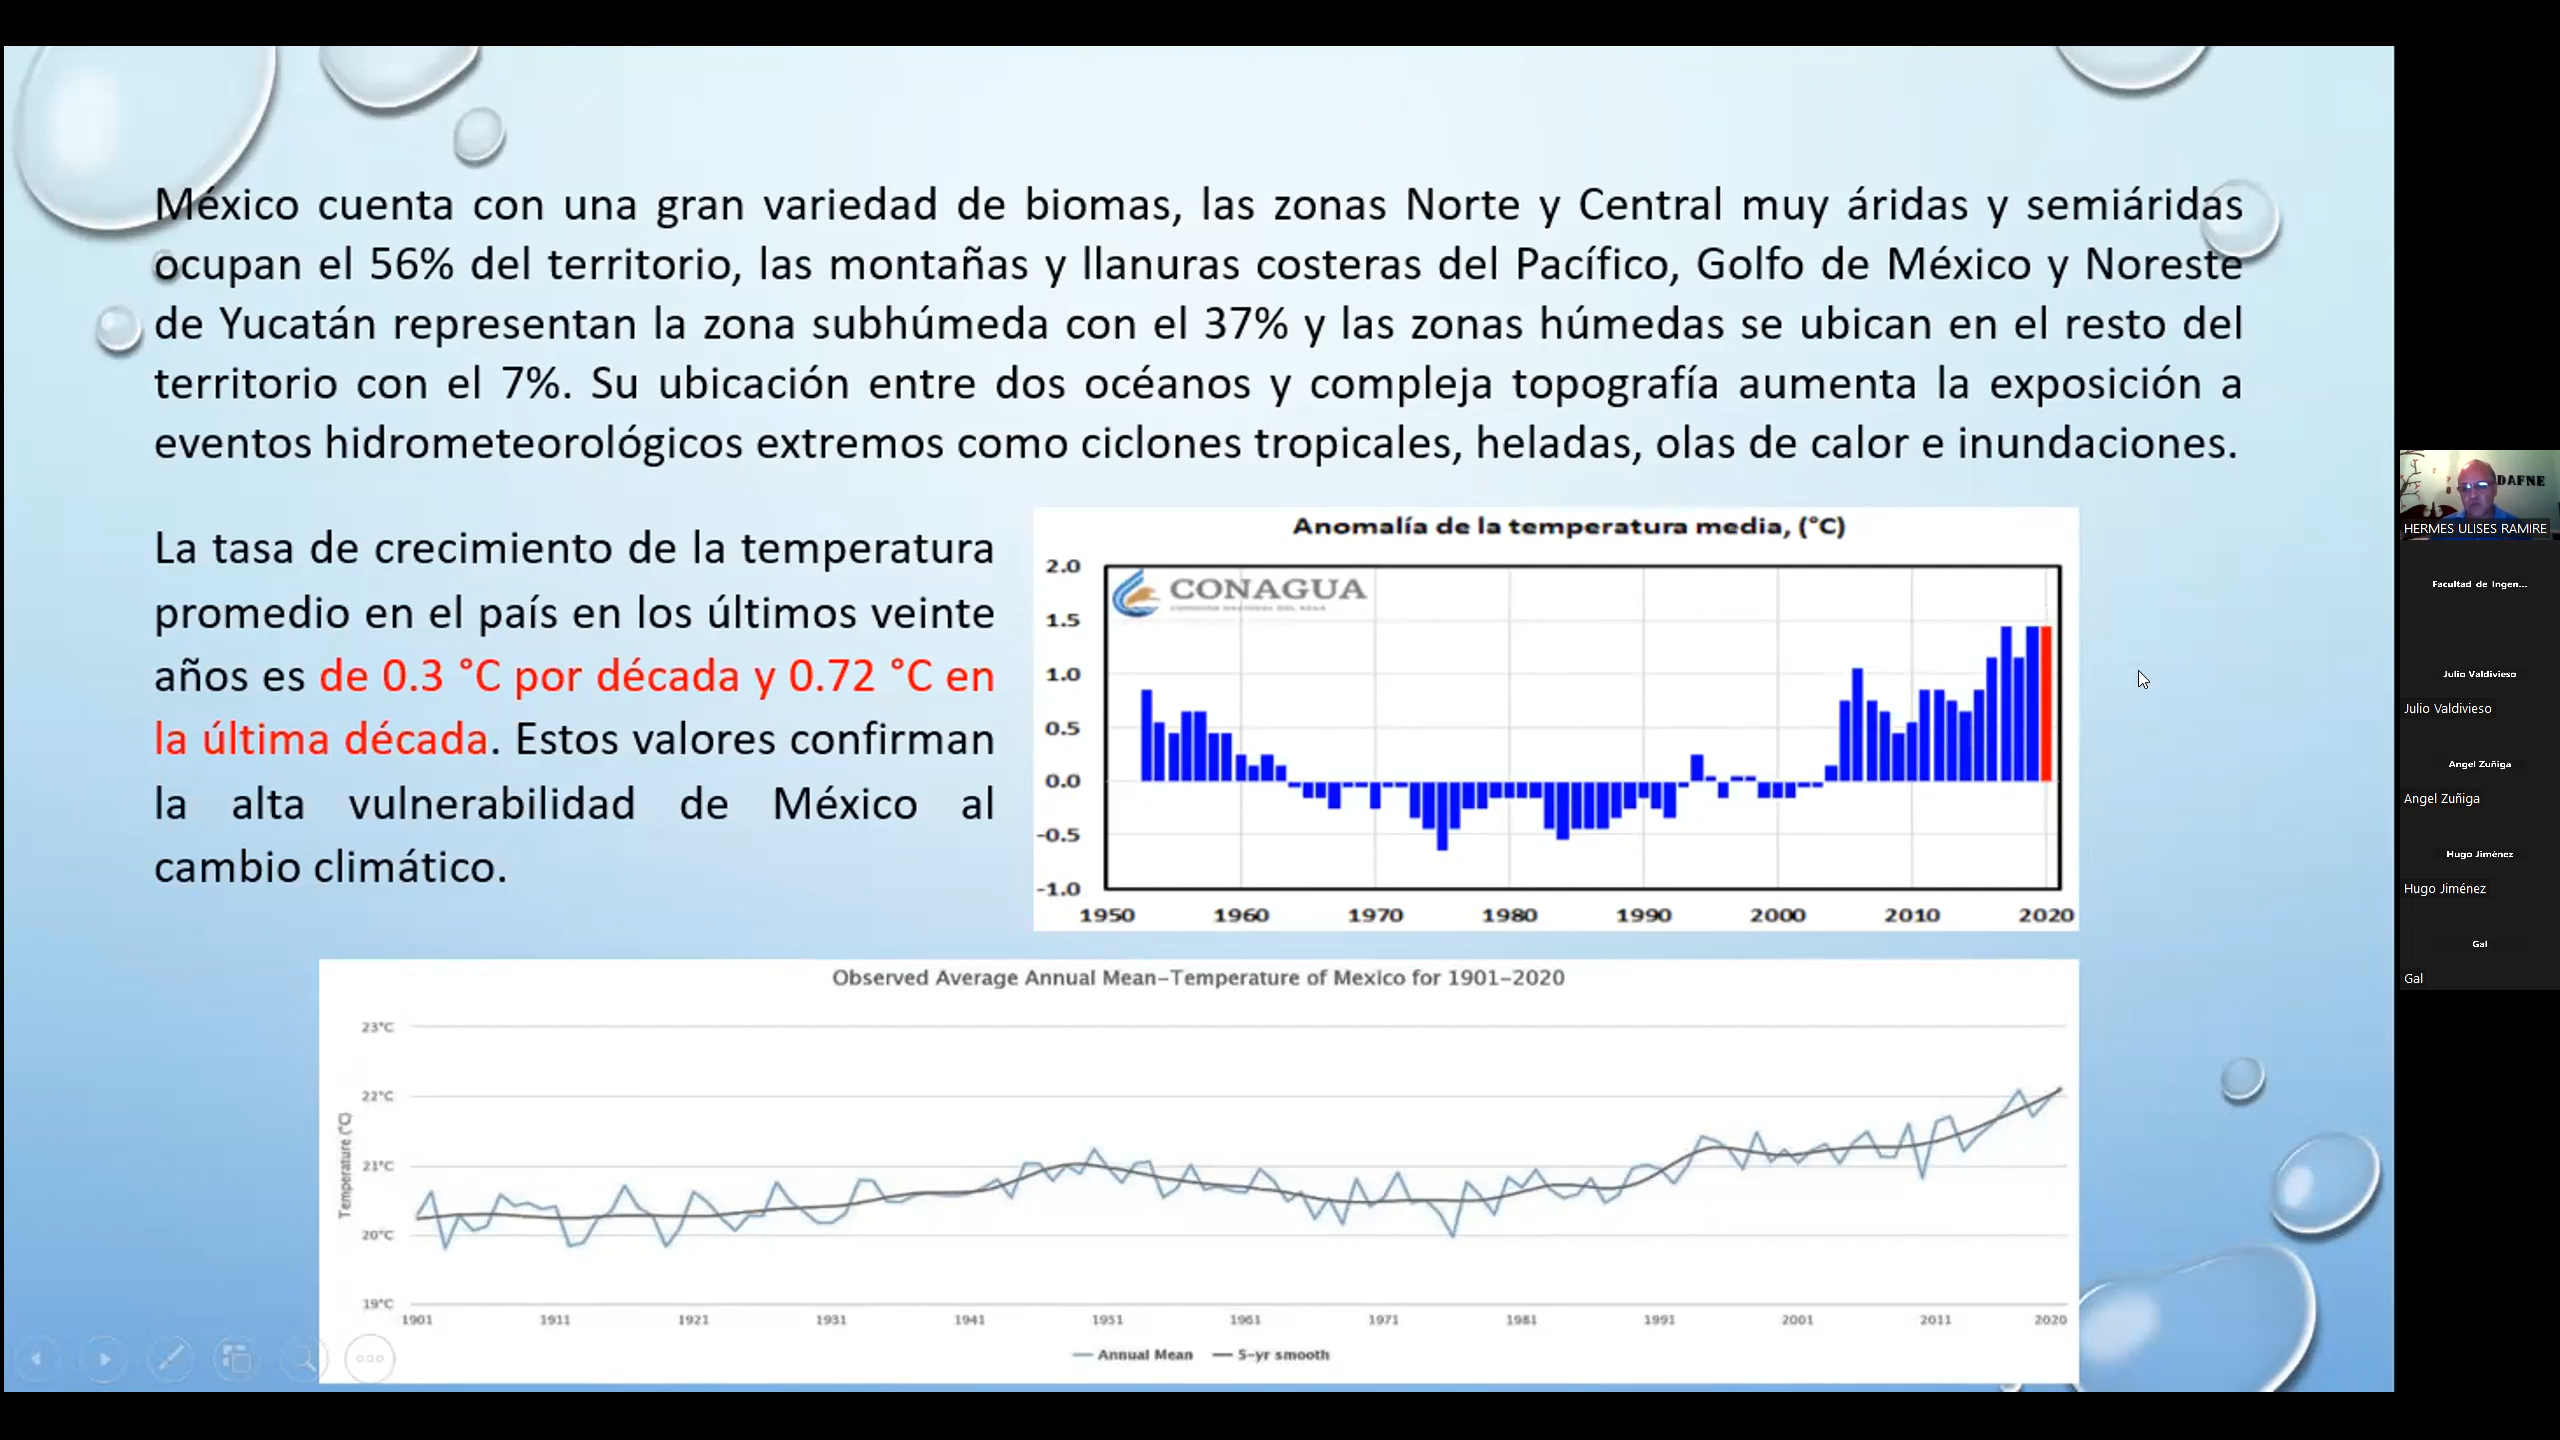 México cuenta con una gran variedad de biomas, las zonas Norte y Central muy áridas y semiáridas
ocupan el 56% del territorio, las montañas y llanuras costeras del Pacífico, Golfo de México y Noreste
de Yucatán representan la zona subhúmeda con el 37% y las zonas húmedas se ubican en el resto del
territorio con el 7%. Su ubicación entre dos océanos y compleja topografía aumenta la exposición a
eventos hidrometeorológicos extremos como ciclones tropicales, heladas, olas de calor e inundaciones.
La tasa de crecimiento de la temperatura
promedio en el país en los últimos veinte
años es de 0.3 °C por década y 0.72 °C en
la última década. Estos valores confirman
la alta vulnerabilidad de México al
cambio climático.
Anomalía de la temperatura media, (°C)
CONAGUA
2.0
1.5
1.0
0.5
0.0
-0.5
-1.0
1950 1960 1970 1980 1990 2000 2010 2020
Observed Average Annual Mean-Temperature of Mexico for 1901-2020
Temperature (°C)
23°C
22°C
21°C
20°C
19°C
1901 1911 1921 1931 1941 1951 1961 1971 1981 1991 2001 2011 2020
Annual Mean 5-yr smooth
DAFNE
HERMES ULISES RAMIRE
Facultad de Ingen...
Julio Valdivieso
Julio Valdivieso
Angel Zuñiga
Angel Zuñiga
Hugo Jiménez
Hugo Jiménez
Gal
Gal